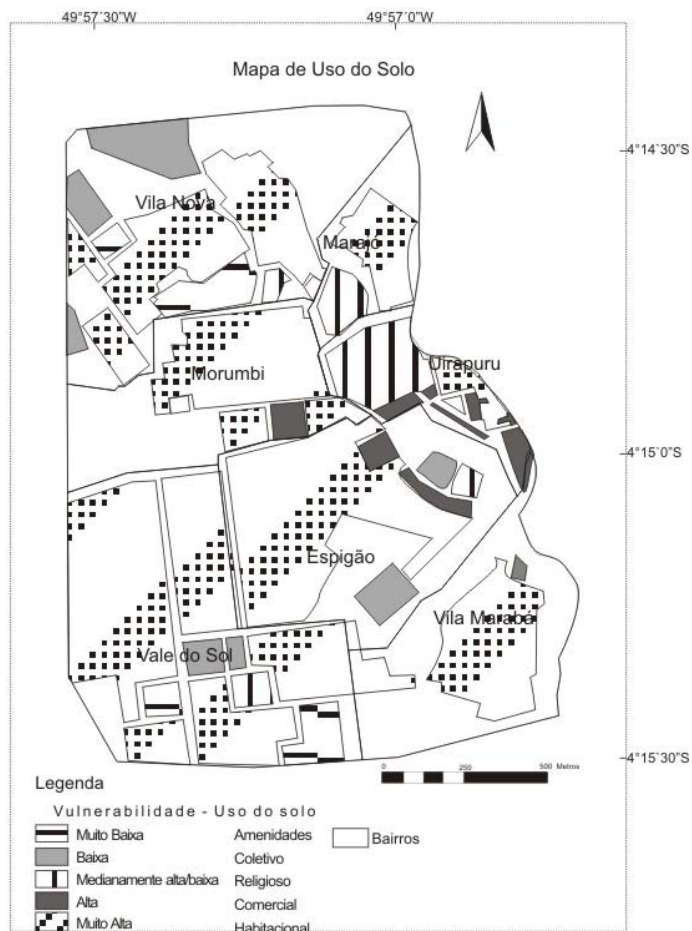 49°57´30"W 49°57´0"W
Mapa de Uso do Solo
4°14´30"S
Vila Nova
Marajó
Morumbi
Uirapuru
4°15´0"S
Espigão
Vila Marabá
Vale do Sol
4°15´30"S
0 250 500 Metros
Legenda
Vulnerabilidade - Uso do solo
Muito Baixa Amenidades Bairros
Baixa Coletivo
Medianamente alta/baixa Religioso
Alta Comercial
Muito Alta Habitacional